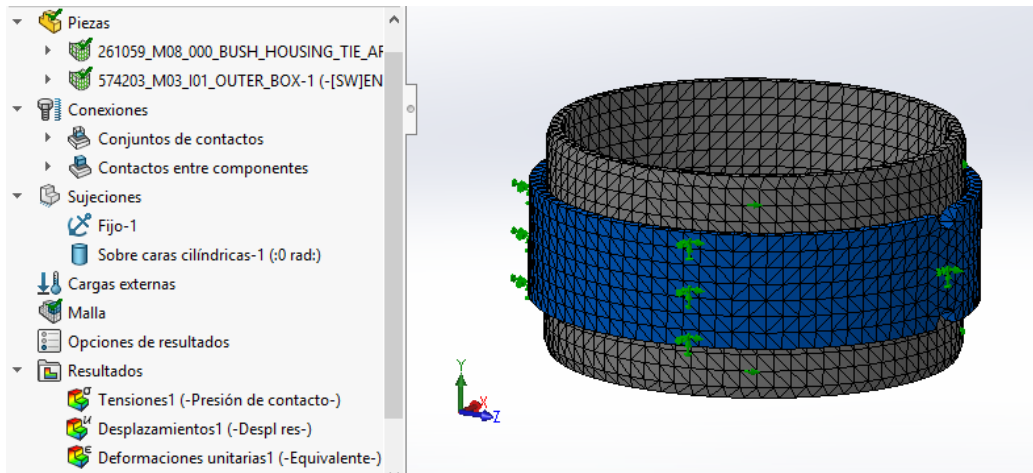 Piezas
261059_M08_000_BUSH_HOUSING_TIE_AF
574203_M03_I01_OUTER_BOX-1 (-[SW]EN
Conexiones
Conjuntos de contactos
Contactos entre componentes
Sujeciones
Fijo-1
Sobre caras cilíndricas-1 (:0 rad:)
Cargas externas
Malla
Opciones de resultados
Resultados
Tensiones1 (-Presión de contacto-)
Desplazamientos1 (-Despl res-)
Deformaciones unitarias1 (-Equivalente-)
Y
X
Z